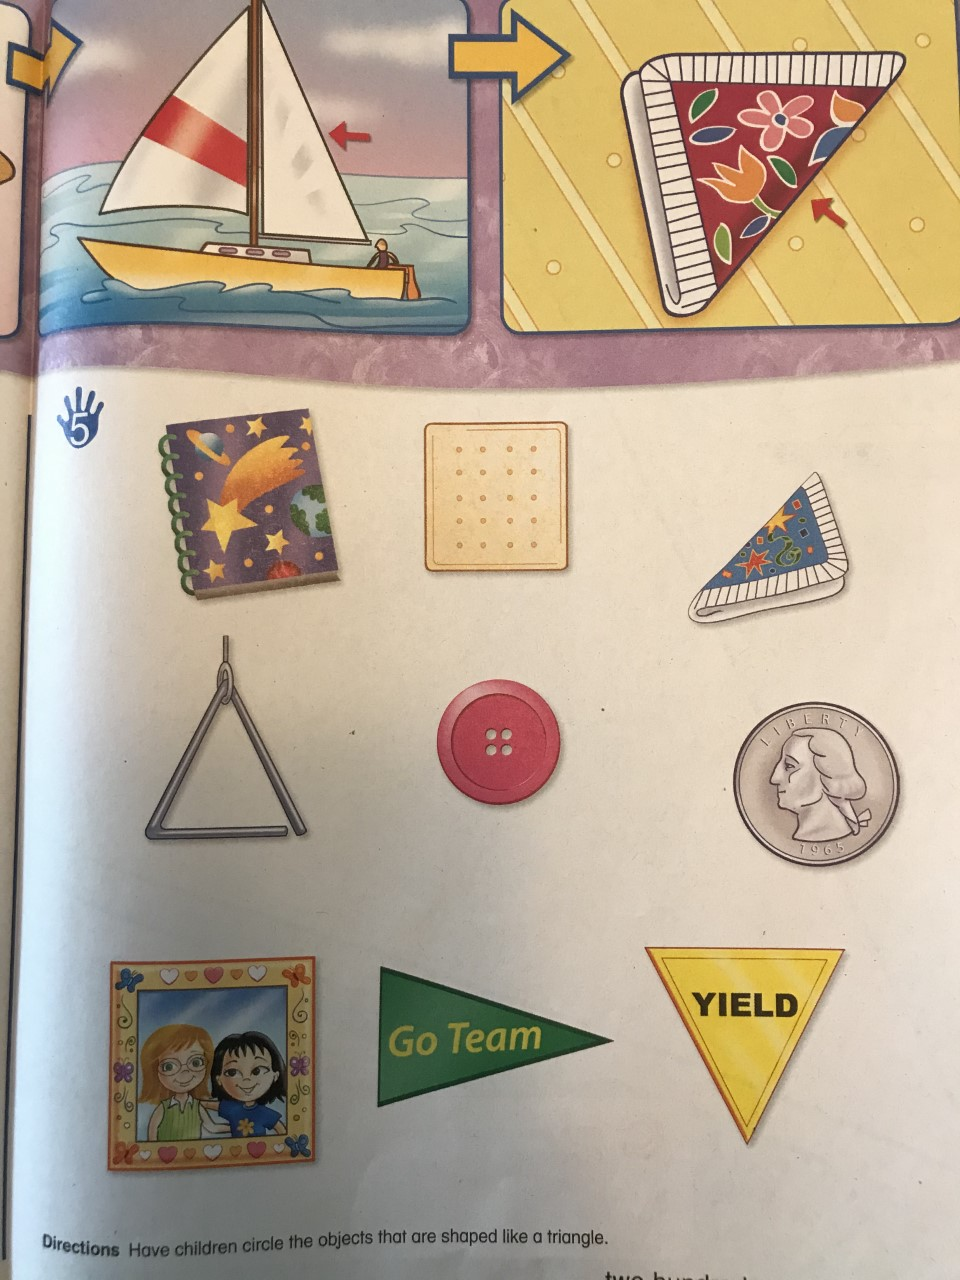 5
LIBERTY
1965
Go Team
YIELD
Directions Have children circle the objects that are shaped like a triangle.